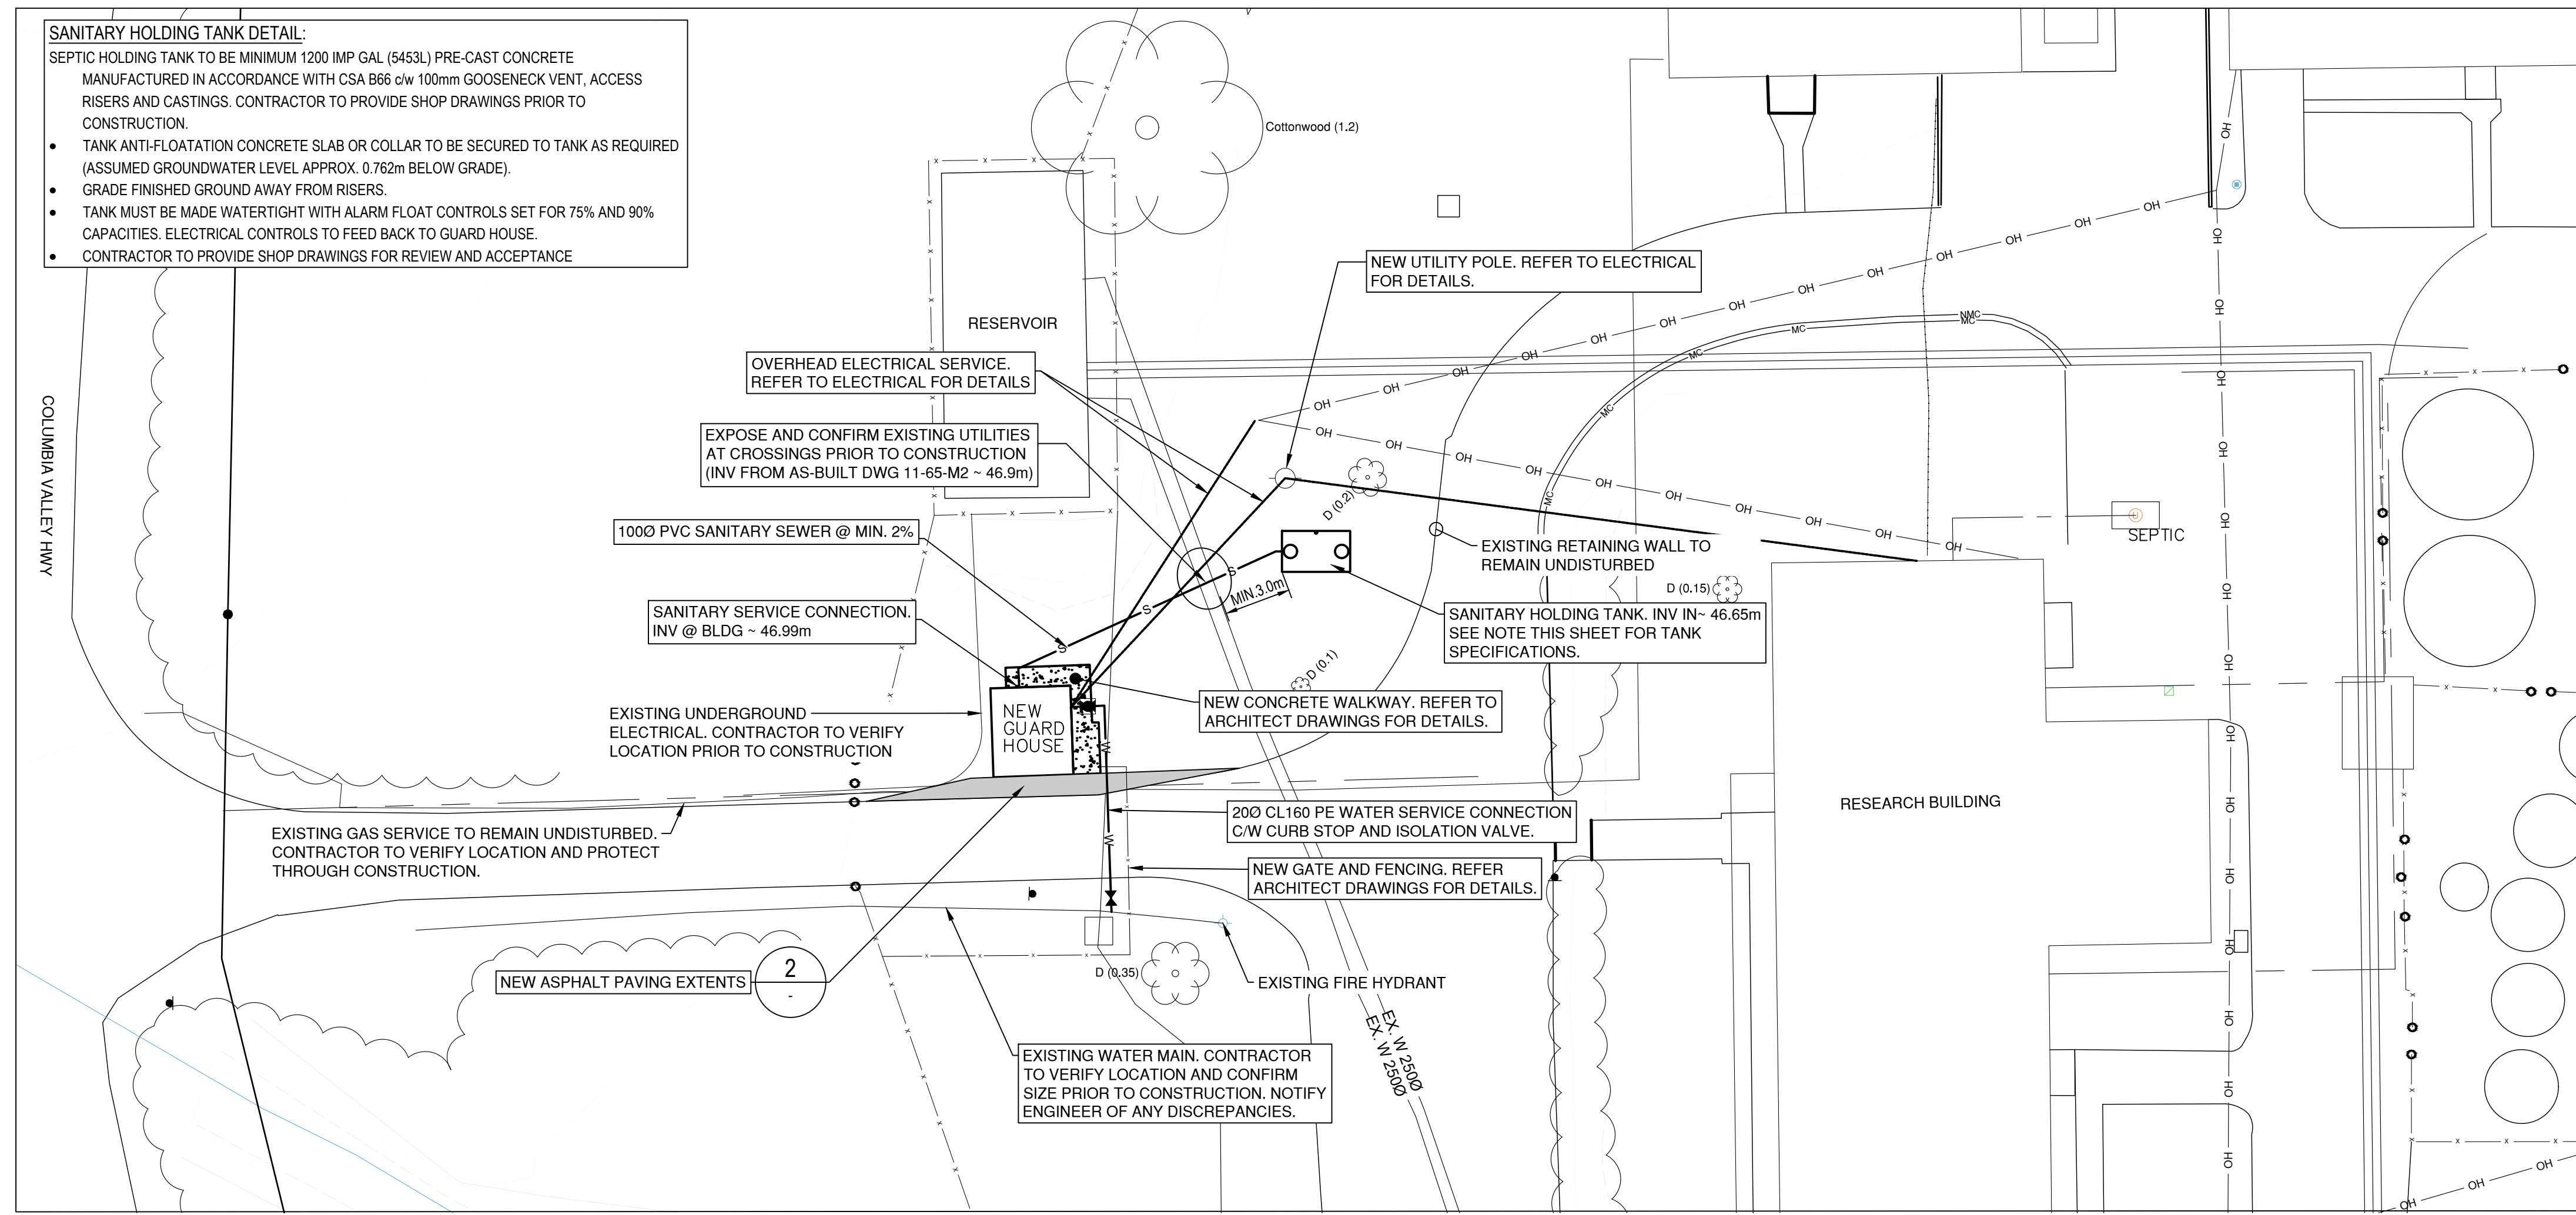 SANITARY HOLDING TANK DETAIL:
SEPTIC HOLDING TANK TO BE MINIMUM 1200 IMP GAL (5453L) PRE-CAST CONCRETE
MANUFACTURED IN ACCORDANCE WITH CSA B66 c/w 100mm GOOSENECK VENT, ACCESS
RISERS AND CASTINGS. CONTRACTOR TO PROVIDE SHOP DRAWINGS PRIOR TO
CONSTRUCTION.
● TANK ANTI-FLOATATION CONCRETE SLAB OR COLLAR TO BE SECURED TO TANK AS REQUIRED
(ASSUMED GROUNDWATER LEVEL APPROX. 0.762m BELOW GRADE).
● GRADE FINISHED GROUND AWAY FROM RISERS.
● TANK MUST BE MADE WATERTIGHT WITH ALARM FLOAT CONTROLS SET FOR 75% AND 90%
CAPACITIES. ELECTRICAL CONTROLS TO FEED BACK TO GUARD HOUSE.
● CONTRACTOR TO PROVIDE SHOP DRAWINGS FOR REVIEW AND ACCEPTANCE
Cottonwood (1.2)
NEW UTILITY POLE. REFER TO ELECTRICAL
FOR DETAILS.
RESERVOIR
OVERHEAD ELECTRICAL SERVICE.
REFER TO ELECTRICAL FOR DETAILS
EXPOSE AND CONFIRM EXISTING UTILITIES
AT CROSSINGS PRIOR TO CONSTRUCTION
(INV FROM AS-BUILT DWG 11-65-M2 ~ 46.9m)
COLUMBIA VALLEY HWY
100Ø PVC SANITARY SEWER @ MIN. 2%
D (0.2)
EXISTING RETAINING WALL TO
REMAIN UNDISTURBED
SEPTIC
MIN.3.0m
D (0.15)
SANITARY SERVICE CONNECTION.
INV @ BLDG ~ 46.99m
SANITARY HOLDING TANK. INV IN~ 46.65m
SEE NOTE THIS SHEET FOR TANK
SPECIFICATIONS.
D (0.1)
NEW CONCRETE WALKWAY. REFER TO
ARCHITECT DRAWINGS FOR DETAILS.
NEW
GUARD
HOUSE
EXISTING UNDERGROUND
ELECTRICAL. CONTRACTOR TO VERIFY
LOCATION PRIOR TO CONSTRUCTION
RESEARCH BUILDING
20Ø CL160 PE WATER SERVICE CONNECTION
C/W CURB STOP AND ISOLATION VALVE.
EXISTING GAS SERVICE TO REMAIN UNDISTURBED.
CONTRACTOR TO VERIFY LOCATION AND PROTECT
THROUGH CONSTRUCTION.
NEW GATE AND FENCING. REFER
ARCHITECT DRAWINGS FOR DETAILS.
NEW ASPHALT PAVING EXTENTS
2
-
D (0.35)
EXISTING FIRE HYDRANT
EX. W 250Ø
EX. W 250Ø
EXISTING WATER MAIN. CONTRACTOR
TO VERIFY LOCATION AND CONFIRM
SIZE PRIOR TO CONSTRUCTION. NOTIFY
ENGINEER OF ANY DISCREPANCIES.